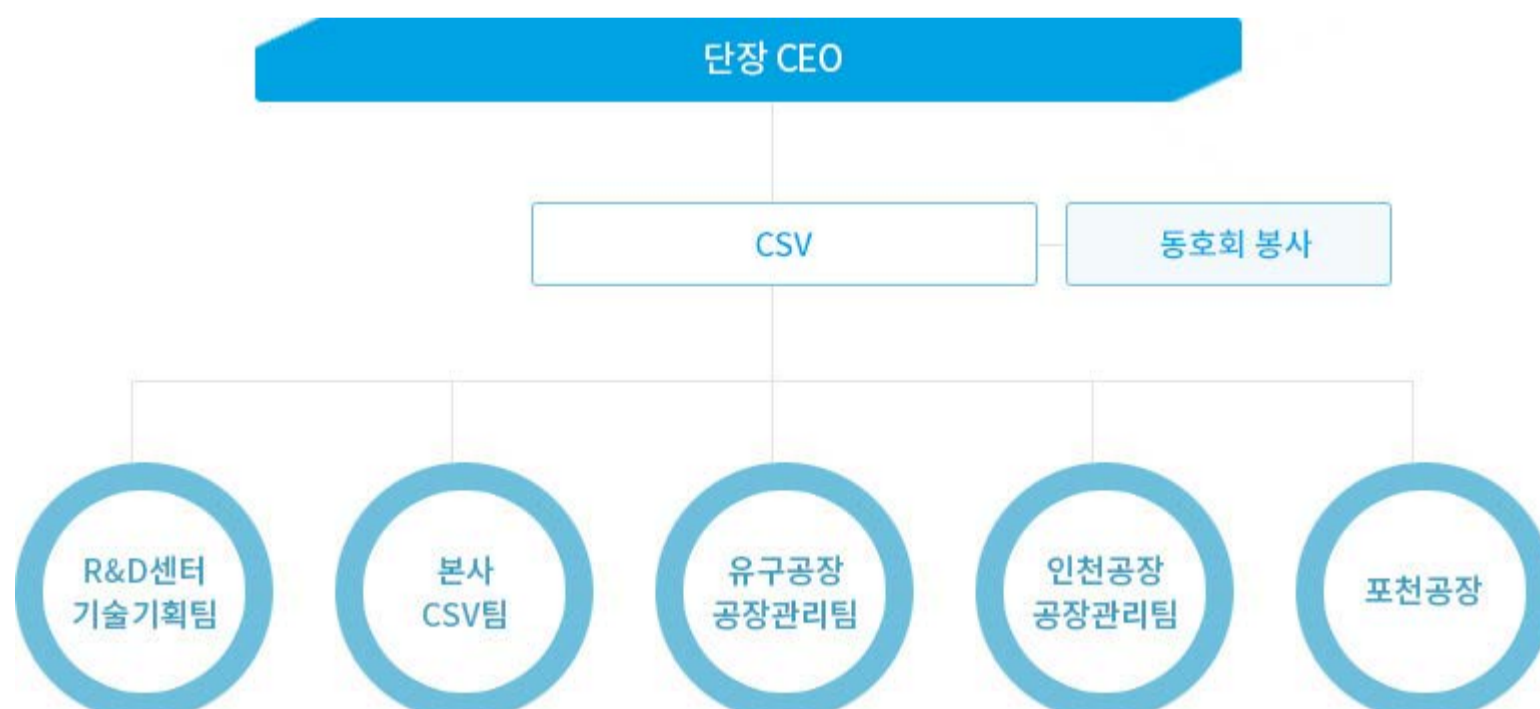 단장 CEO
CSV
동호회 봉사
R&D센터
기술기획팀
본사
CSV팀
유구공장
공장관리팀
인천공장
공장관리팀
포천공장